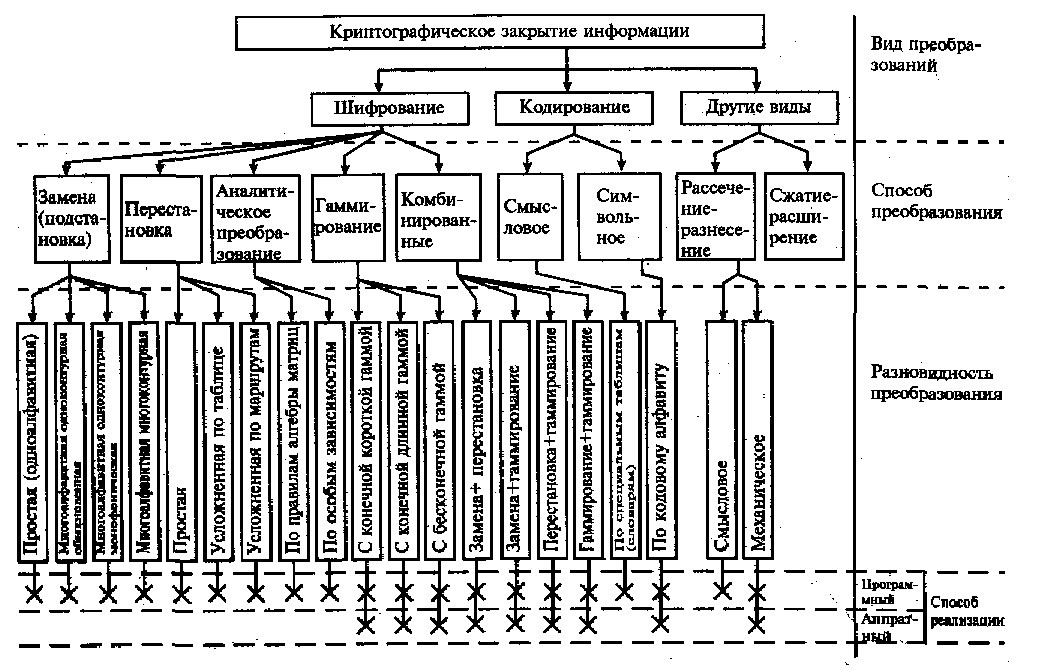 Криптографическое закрытие информации
Вид преобра-
зований
Шифрование
Кодирование
Другие виды
Замена
(подста-
новка)
Переста-
новка
Аналити-
ческое
преобра-
зование
Гамми-
рование
Комби-
нирован-
ные
Смыс-
ловое
Сим-
воль-
ное
Рассече-
ние-
разнесе-
ние
Сжатие-
расши-
рение
Способ
преобразования
Простая (одноалфавитная)
Многоалфавитная одноконтурная
обыкновенная
Многоалфавитная одноконтурная
монофоническая
Многоалфавитная многоконтурная
Простая
Усложненная по таблице
Усложненная по маршрутам
По правилам алгебры матриц
По особым зависимостям
С конечной короткой гаммой
С конечной длинной гаммой
С бесконечной гаммой
Замена+ перестановка
Замена+гаммирование
Перестановка+гаммирование
Гаммирование+гаммирование
По специальным таблицам
(словарям)
По кодовому алфавиту
Смысловое
Механическое
Разновидность
преобразования
Програм-
мный
Аппрат-
ный
Способ
реализации